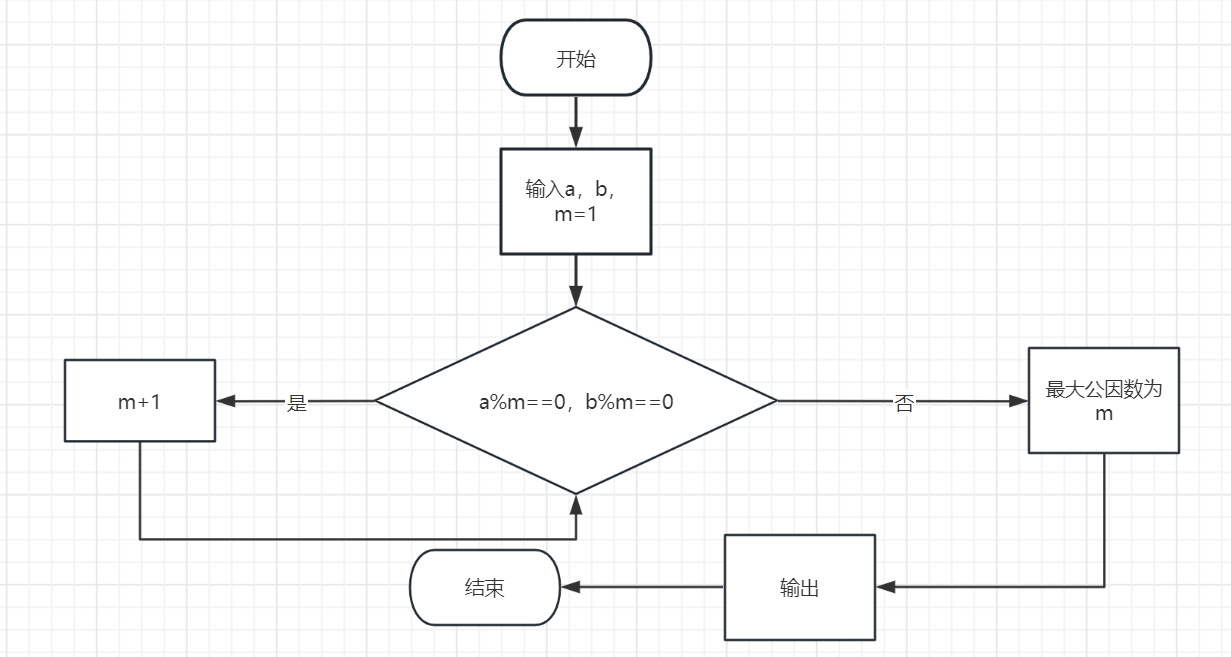 开始
输入a，b，
m=1
m+1
是
a%m==0，b%m==0
否
最大公因数为
m
结束
输出